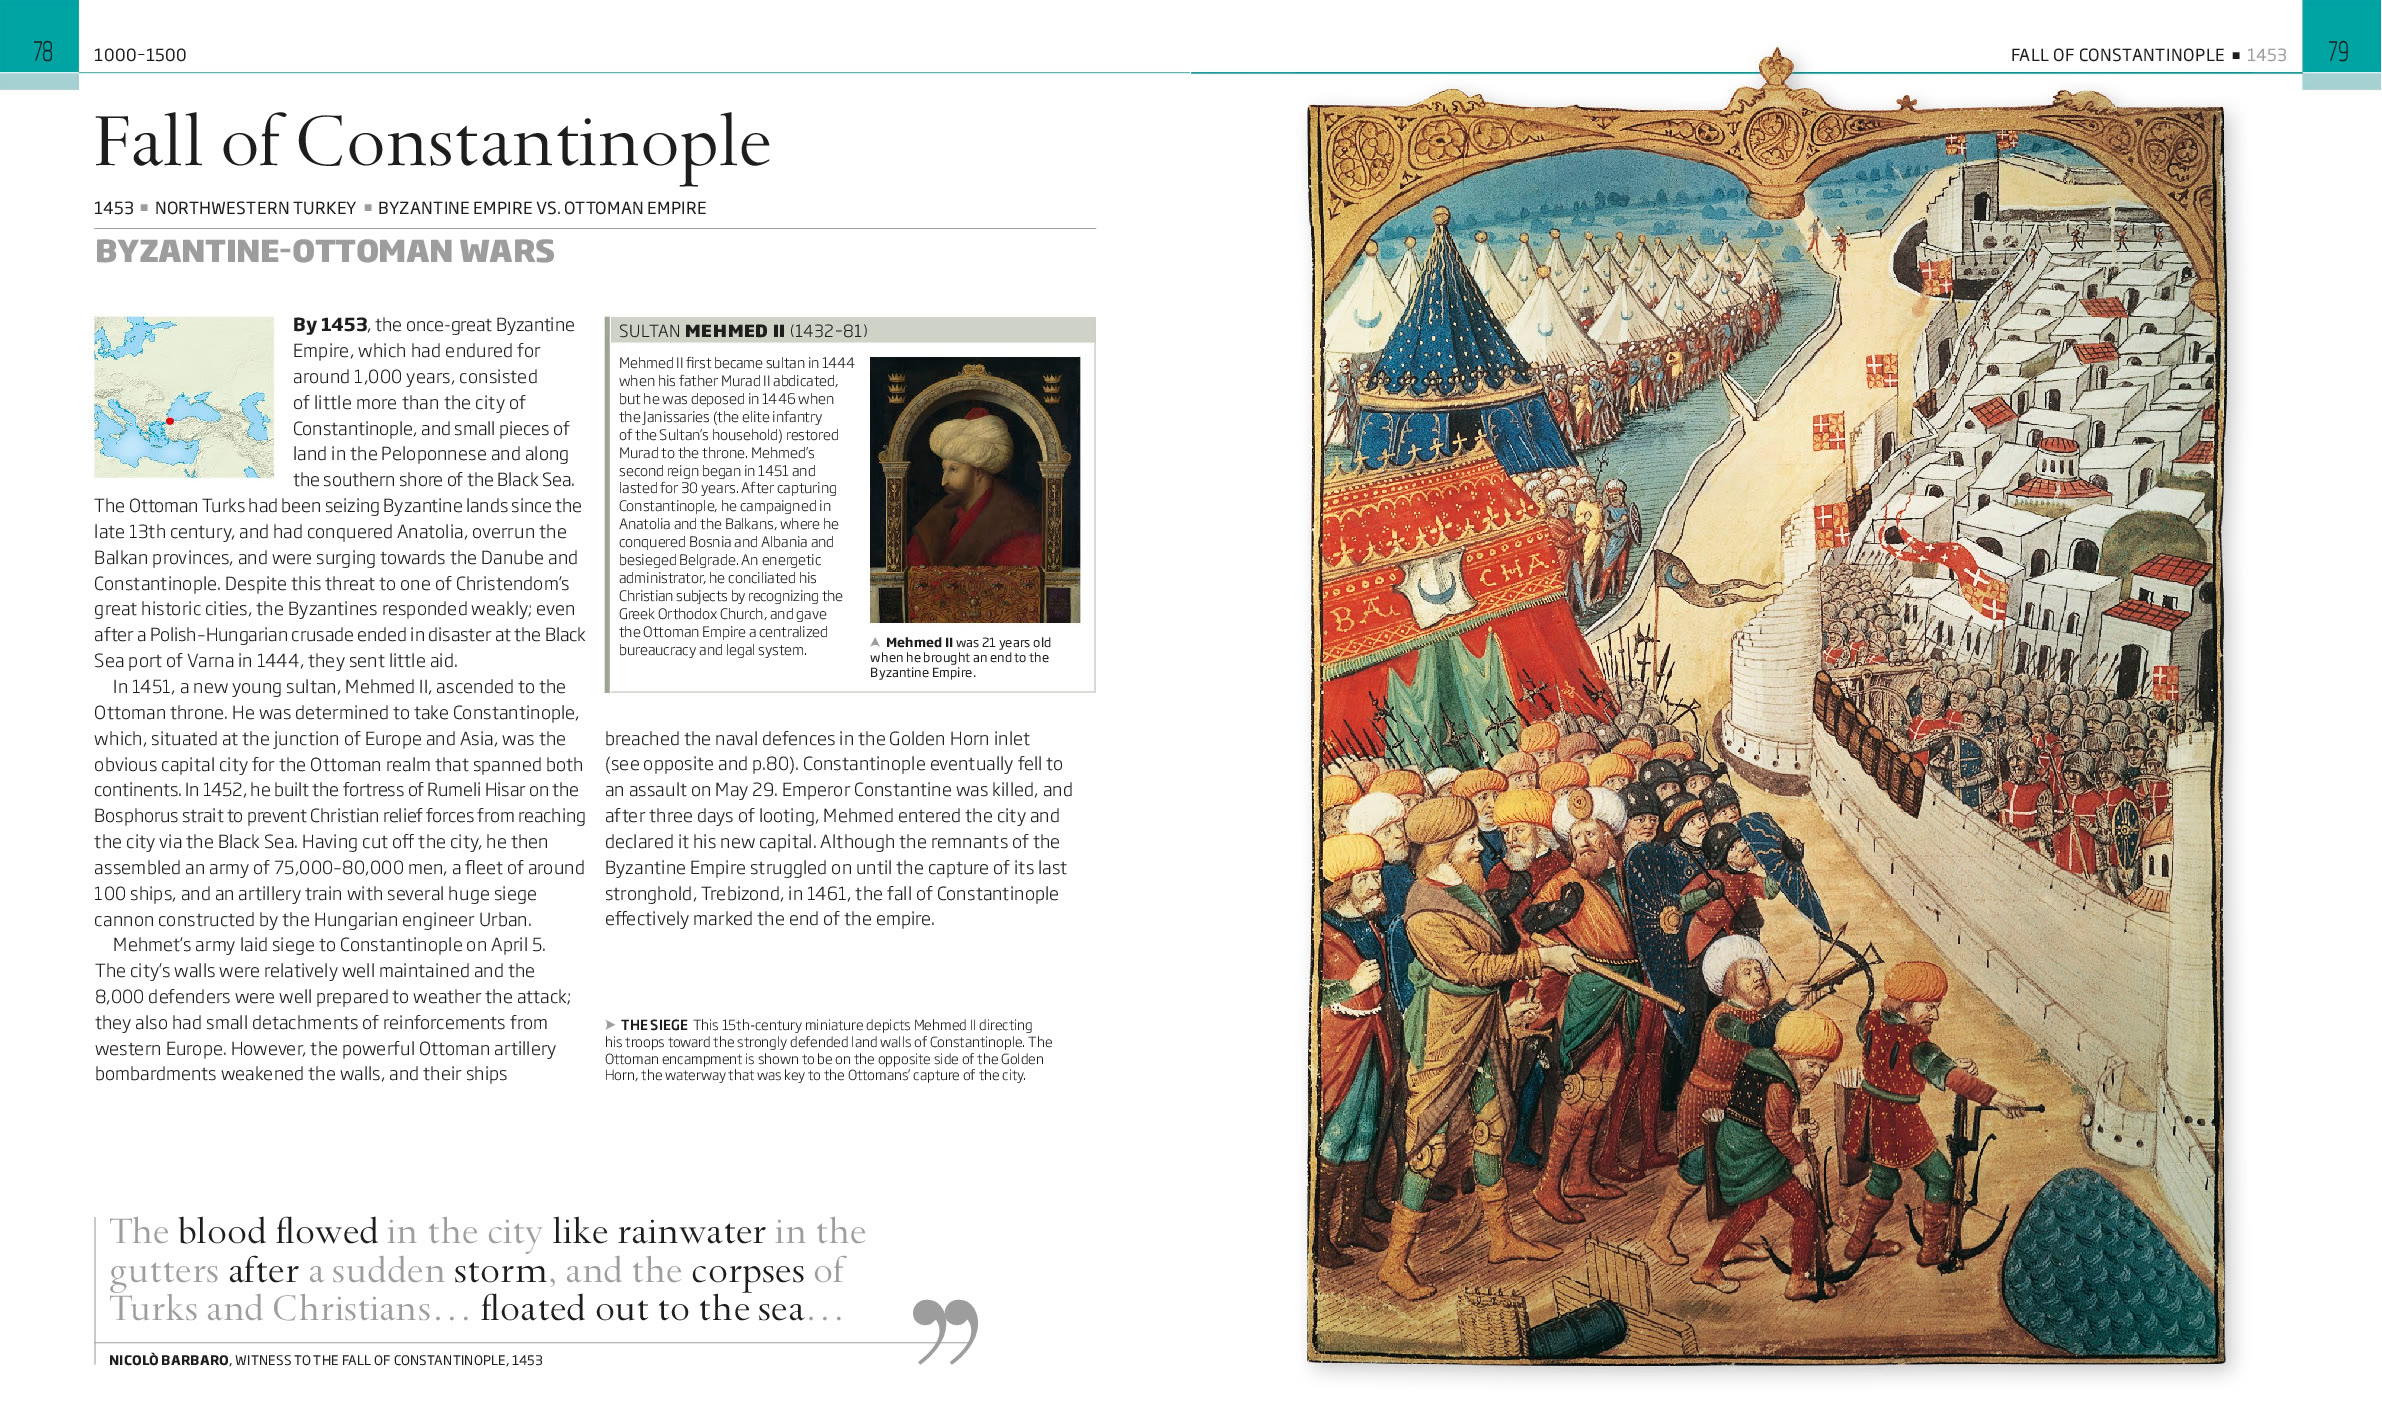 78
1000–1500
FALL OF CONSTANTINOPLE ■ 1453
79
Fall of Constantinople
1453 ■ NORTHWESTERN TURKEY ■ BYZANTINE EMPIRE VS. OTTOMAN EMPIRE
BYZANTINE-OTTOMAN WARS
By 1453, the once-great Byzantine
Empire, which had endured for
around 1,000 years, consisted
of little more than the city of
Constantinople, and small pieces of
land in the Peloponnese and along
the southern shore of the Black Sea.
The Ottoman Turks had been seizing Byzantine lands since the
late 13th century, and had conquered Anatolia, overrun the
Balkan provinces, and were surging towards the Danube and
Constantinople. Despite this threat to one of Christendom's
great historic cities, the Byzantines responded weakly; even
after a Polish–Hungarian crusade ended in disaster at the Black
Sea port of Varna in 1444, they sent little aid.
In 1451, a new young sultan, Mehmed II, ascended to the
Ottoman throne. He was determined to take Constantinople,
which, situated at the junction of Europe and Asia, was the
obvious capital city for the Ottoman realm that spanned both
continents. In 1452, he built the fortress of Rumeli Hisar on the
Bosphorus strait to prevent Christian relief forces from reaching
the city via the Black Sea. Having cut off the city, he then
assembled an army of 75,000–80,000 men, a fleet of around
100 ships, and an artillery train with several huge siege
cannon constructed by the Hungarian engineer Urban.
Mehmet's army laid siege to Constantinople on April 5.
The city's walls were relatively well maintained and the
8,000 defenders were well prepared to weather the attack;
they also had small detachments of reinforcements from
western Europe. However, the powerful Ottoman artillery
bombardments weakened the walls, and their ships
SULTAN MEHMED II (1432–81)
Mehmed II first became sultan in 1444
when his father Murad II abdicated,
but he was deposed in 1446 when
the Janissaries (the elite infantry
of the Sultan's household) restored
Murad to the throne. Mehmed's
second reign began in 1451 and
lasted for 30 years. After capturing
Constantinople, he campaigned in
Anatolia and the Balkans, where he
conquered Bosnia and Albania and
besieged Belgrade. An energetic
administrator, he conciliated his
Christian subjects by recognizing the
Greek Orthodox Church, and gave
the Ottoman Empire a centralized
bureaucracy and legal system.
Mehmed II was 21 years old
when he brought an end to the
Byzantine Empire.
breached the naval defences in the Golden Horn inlet
(see opposite and p.80). Constantinople eventually fell to
an assault on May 29. Emperor Constantine was killed, and
after three days of looting, Mehmed entered the city and
declared it his new capital. Although the remnants of the
Byzantine Empire struggled on until the capture of its last
stronghold, Trebizond, in 1461, the fall of Constantinople
effectively marked the end of the empire.
➤ THE SIEGE This 15th-century miniature depicts Mehmed II directing
his troops toward the strongly defended land walls of Constantinople. The
Ottoman encampment is shown to be on the opposite side of the Golden
Horn, the waterway that was key to the Ottomans' capture of the city.
The blood flowed in the city like rainwater in the
gutters after a sudden storm, and the corpses of
Turks and Christians… floated out to the sea… ”
NICOLÒ BARBARO, WITNESS TO THE FALL OF CONSTANTINOPLE, 1453
BA CHA